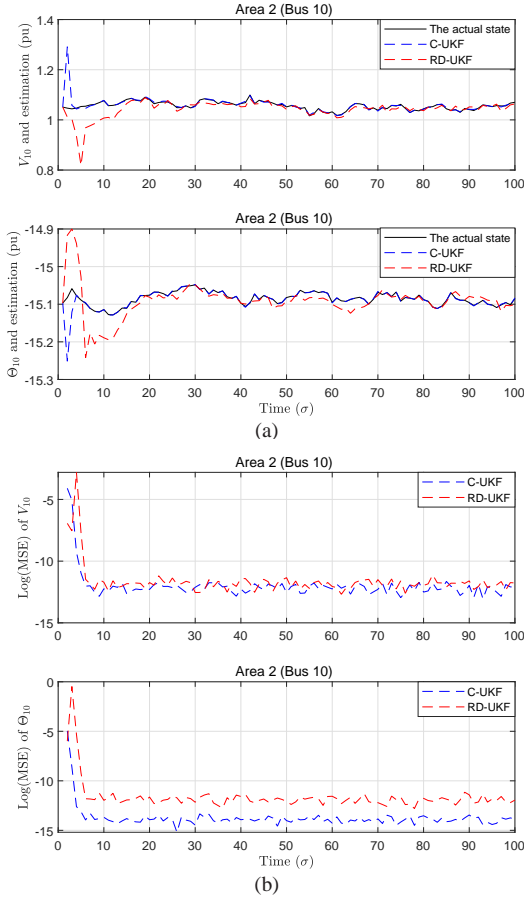 Area 2 (Bus 10)
1.4
1.2
1
0.8
V10 and estimation (pu)
The actual state
C-UKF
RD-UKF
0 10 20 30 40 50 60 70 80 90 100
Area 2 (Bus 10)
-14.9
-15
-15.1
-15.2
-15.3
Θ10 and estimation (pu)
The actual state
C-UKF
RD-UKF
0 10 20 30 40 50 60 70 80 90 100
Time (σ)
(a)
Area 2 (Bus 10)
-5
-10
-15
Log(MSE) of V10
C-UKF
RD-UKF
0 10 20 30 40 50 60 70 80 90 100
Area 2 (Bus 10)
0
-5
-10
-15
Log(MSE) of Θ10
C-UKF
RD-UKF
0 10 20 30 40 50 60 70 80 90 100
Time (σ)
(b)